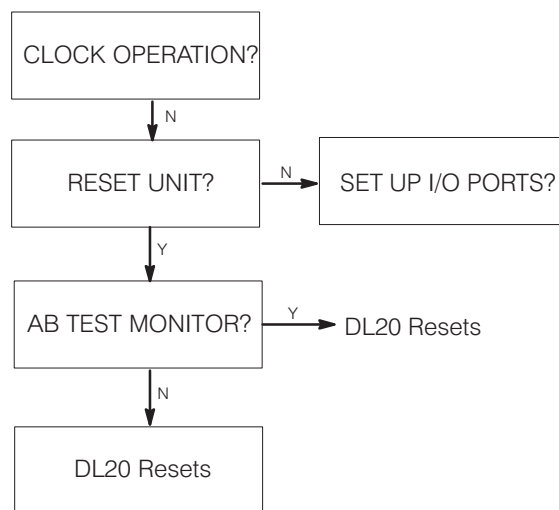 CLOCK OPERATION?
N
RESET UNIT?
N
SET UP I/O PORTS?
Y
AB TEST MONITOR?
Y
DL20 Resets
N
DL20 Resets